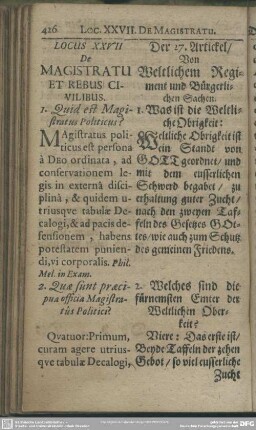 426 LOC. XXVII. DE MAGISTRATU.
LOCUS XXVII
De
MAGISTRATU
ET REBUS CI-
VILIBUS.
1. Quid est Magi-
stratus Politicus?
MAgistratus poli-
ticus est persona
à DEO ordinata, ad
conservationem le-
gis in externâ disci-
plinâ, & quidem u-
triusqve tabulæ De-
calogi, & ad pacis de-
fensionem, habens
potestatem punien-
di, vi corporalis. Phil.
Mel. in Exam.
2. Quæ sunt præci-
pua officia Magistra-
tûs Politici?
Qvatuor: Primum,
curam agere utrius-
qve tabulæ Decalogi,
Der 17. Artickel/
Von
Weltlichem Regi-
ment und Bürgerli-
chen Sachen.
1. Was ist die Weltli-
che Obrigkeit?
WEltliche Obrigkeit ist
ein Stande von
GOTT geordnet/ und
mit dem eusserlichen
Schwerd begabet/ zu
erhaltung guter Zucht/
nach den zweyen Taf-
feln des Gesetzes GOt-
tes/ wie auch zum Schutz
des gemeinen Friedens.
2. Welches sind die
fürnemsten Emter der
Weltlichen Ober-
keit?
Viere: Das erste ist/
Beyde Taffeln der zehen
Gebot/ so viel eusserliche
Zucht